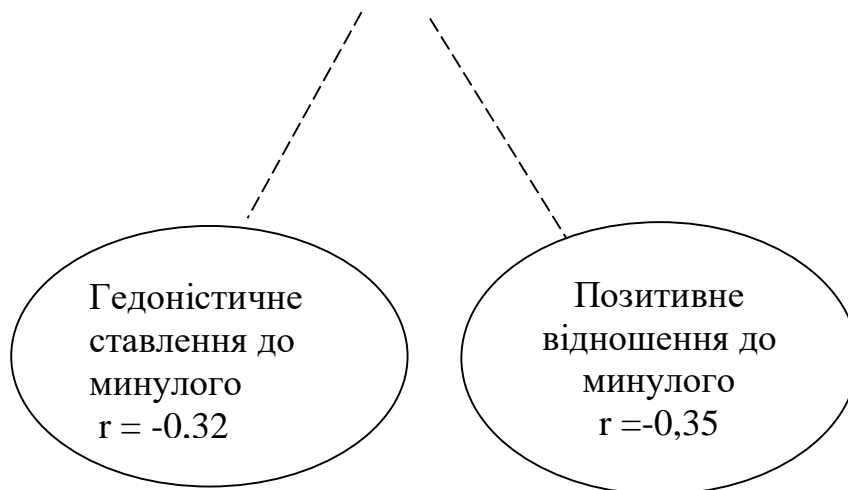 Гедоністичне
ставлення до
минулого
r = -0,32
Позитивне
відношення до
минулого
r =-0,35